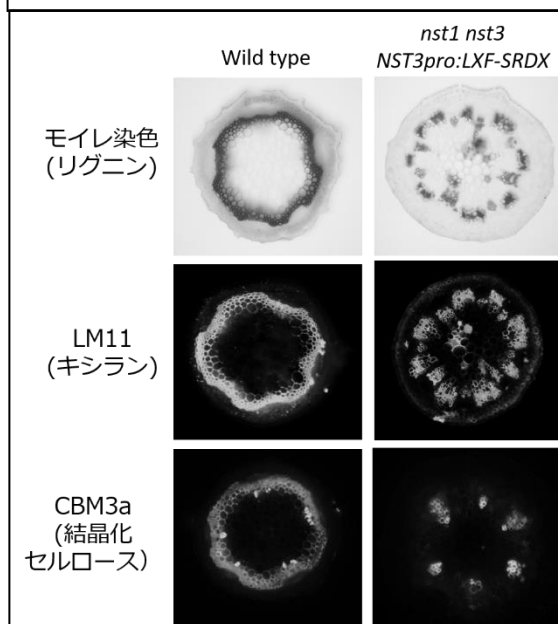 Wild type
nst1 nst3
NST3pro:LXF-SRDX
モイレ染色
(リグニン)
LM11
(キシラン)
CBM3a
(結晶化
セルロース）